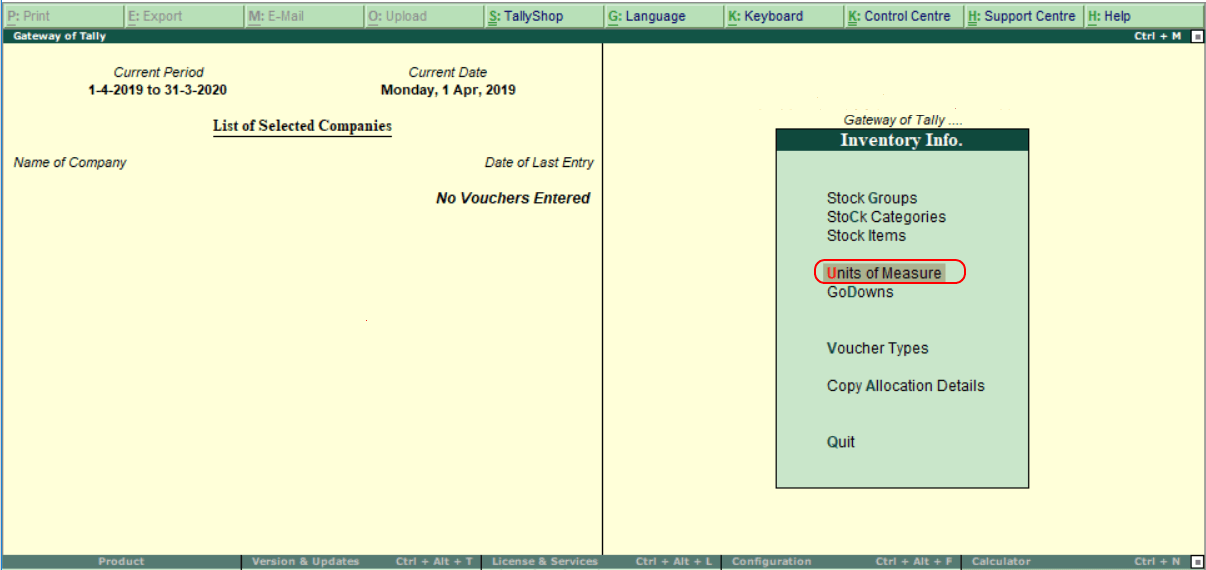 P: Print E: Export M: E-Mail O: Upload S: TallyShop G: Language K: Keyboard K: Control Centre H: Support Centre H: Help
Gateway of Tally Ctrl + M
Current Period Current Date
1-4-2019 to 31-3-2020 Monday, 1 Apr, 2019
List of Selected Companies
Name of Company Date of Last Entry
No Vouchers Entered
Gateway of Tally ....
Inventory Info.
Stock Groups
StoCk Categories
Stock Items
Units of Measure
GoDowns
Voucher Types
Copy Allocation Details
Quit
Product Version & Updates Ctrl + Alt + T License & Services Ctrl + Alt + L Configuration Ctrl + Alt + F Calculator Ctrl + N